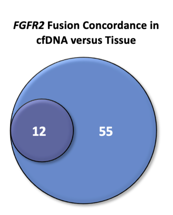 FGFR2 Fusion Concordance in
cfDNA versus Tissue
12 55